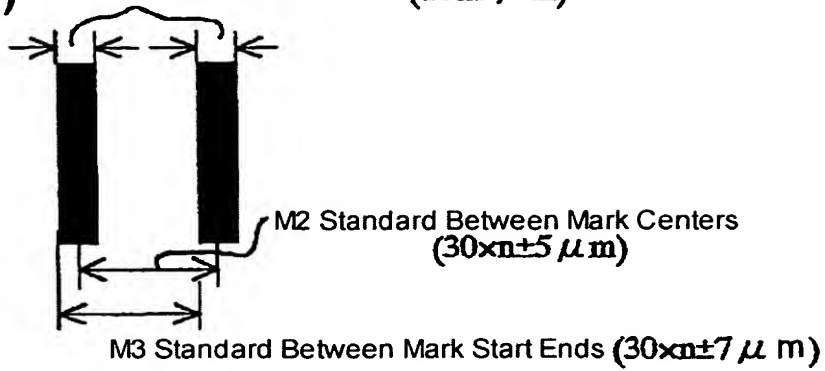 )
M2 Standard Between Mark Centers
(30×n±5 μm)
M3 Standard Between Mark Start Ends (30×n±7 μ m)